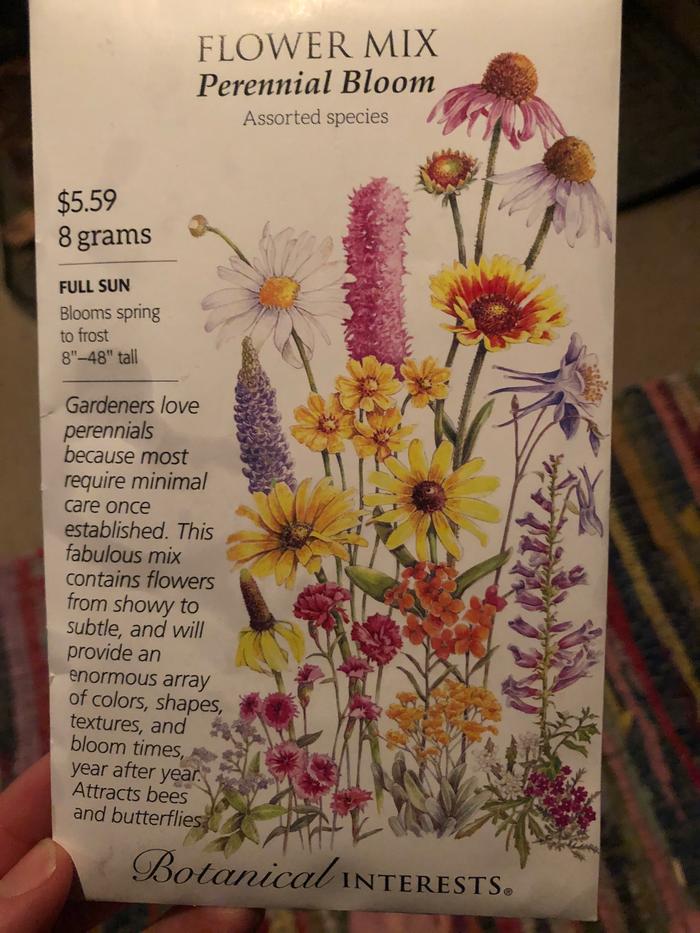 FLOWER MIX
Perennial Bloom
Assorted species
$5.59
8 grams
FULL SUN
Blooms spring
to frost
8"–48" tall
Gardeners love
perennials
because most
require minimal
care once
established. This
fabulous mix
contains flowers
from showy to
subtle, and will
provide an
enormous array
of colors, shapes,
textures, and
bloom times,
year after year.
Attracts bees
and butterflies.
Botanical INTERESTS®